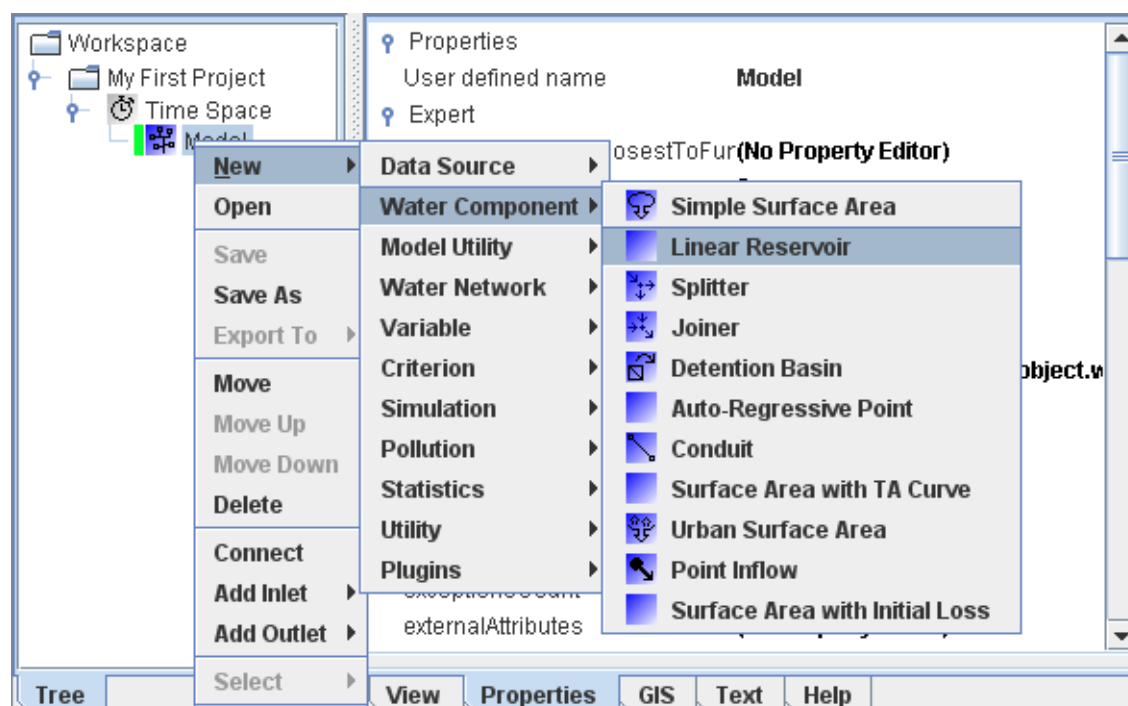 Workspace
My First Project
Time Space
Model
Properties
User defined name Model
Expert
osestToFur(No Property Editor)
bject.w
externalAttributes
New
Open
Save
Save As
Export To
Move
Move Up
Move Down
Delete
Connect
Add Inlet
Add Outlet
Select
Data Source
Water Component
Model Utility
Water Network
Variable
Criterion
Simulation
Pollution
Statistics
Utility
Plugins
Simple Surface Area
Linear Reservoir
Splitter
Joiner
Detention Basin
Auto-Regressive Point
Conduit
Surface Area with TA Curve
Urban Surface Area
Point Inflow
Surface Area with Initial Loss
Tree
View
Properties
GIS
Text
Help